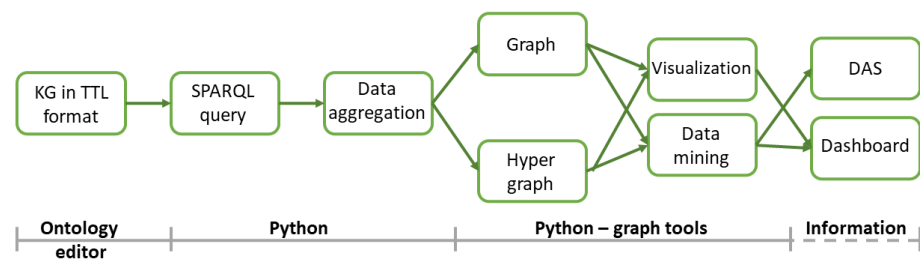 KG in TTL
format
SPARQL
query
Data
aggregation
Graph
Hyper
graph
Visualization
Data
mining
DAS
Dashboard
Ontology
editor
Python
Python – graph tools
Information